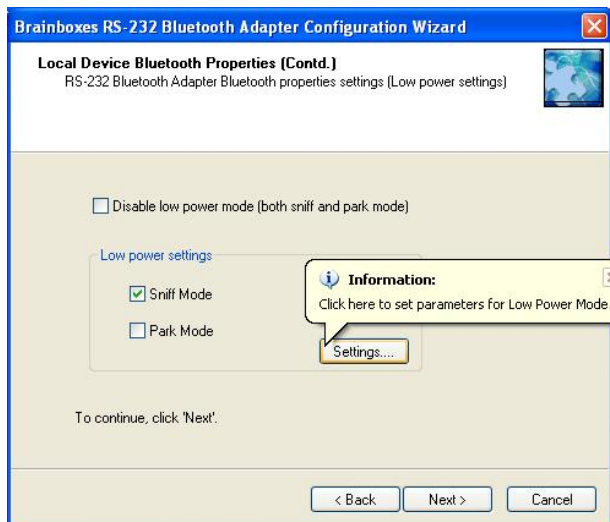 Brainboxes RS-232 Bluetooth Adapter Configuration Wizard
Local Device Bluetooth Properties (Contd.)
RS-232 Bluetooth Adapter Bluetooth properties settings (Low power settings)
Disable low power mode (both sniff and park mode)
Low power settings
Information:
Click here to set parameters for Low Power Mode
Sniff Mode
Park Mode
Settings....
To continue, click 'Next'.
< Back
Next >
Cancel